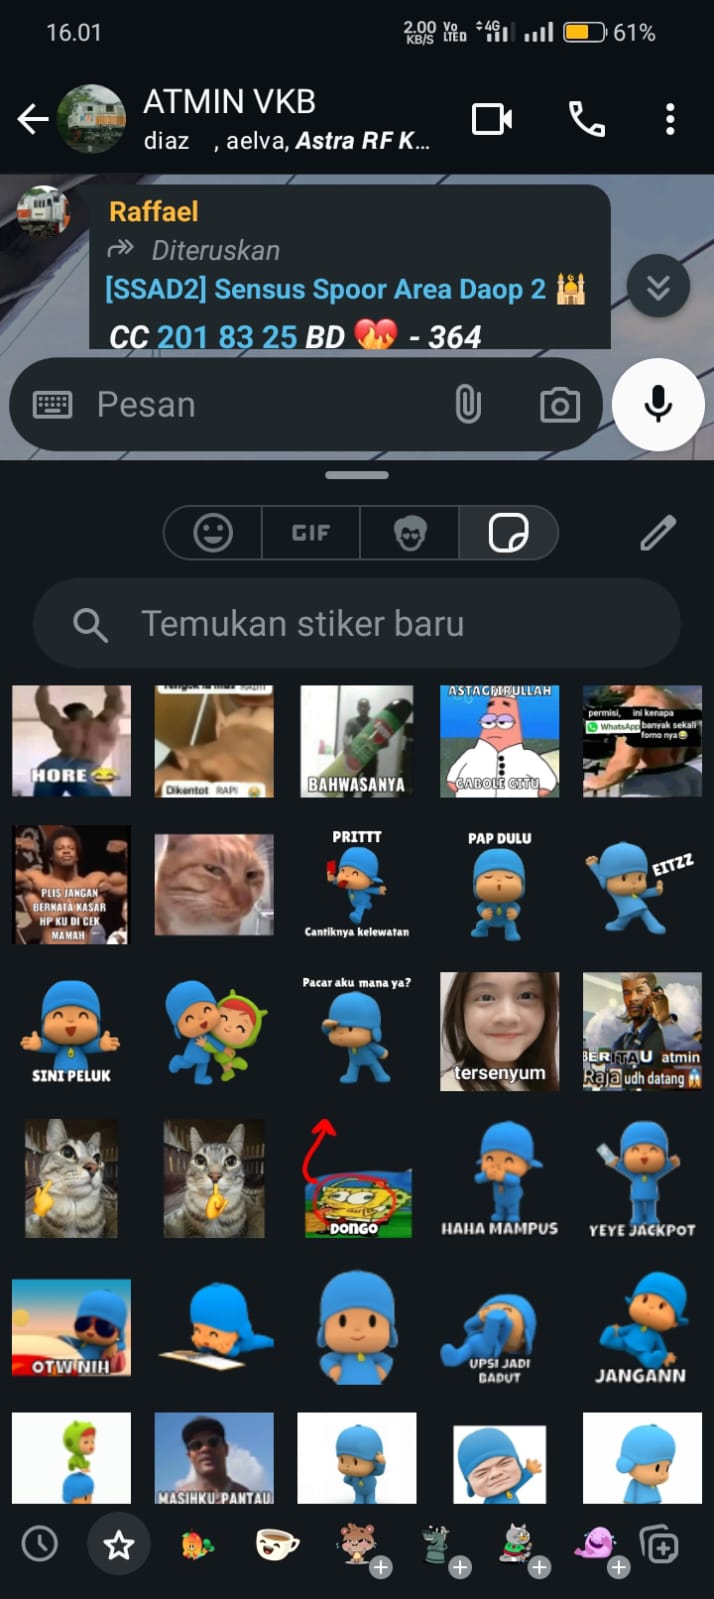 16.01
2.00 KB/S
Vo LTED
4G
61%
ATMIN VKB
diaz , aelva, Astra RF K...
Raffael
Diteruskan
[SSAD2] Sensus Spoor Area Daop 2 🕌
CC 201 83 25 BD ❤️‍🔥 - 364
Pesan
GIF
Temukan stiker baru
HORE 😂
Dikentot RAPI
BAHWASANYA
ASTAGFIRULLAH
GABOLE GITU
permisi, ini kenapa
WhatsApp banyak sekali
forno nya😂
PLIS JANGAN
BERKATA KASAR
HP KU DI CEK
MAMAH
PRITTT
Cantiknya kelewatan
PAP DULU
EITZZ
SINI PELUK
Pacar aku mana ya?
tersenyum
BERITAU atmin
Raja udh datang 😱
DONGO
HAHA MAMPUS
YEYE JACKPOT
OTW NIH
UPSI JADI
BADUT
JANGANN
MASIHKU PANTAU